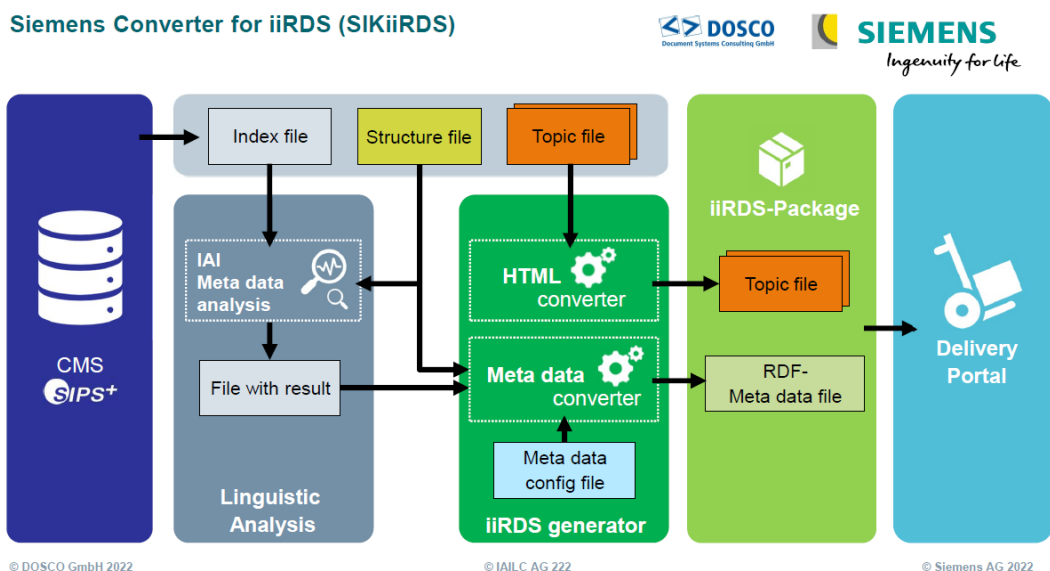 Siemens Converter for iiRDS (SIKiiRDS)
DOSCO
Document Systems Consulting GmbH
SIEMENS
Ingenuity for life
Index file
Structure file
Topic file
iiRDS-Package
IAI
Meta data
analysis
HTML
converter
Topic file
CMS
SIPS+
File with result
Meta data
converter
RDF-
Meta data file
Delivery
Portal
Meta data
config file
Linguistic
Analysis
iiRDS generator
© DOSCO GmbH 2022
© IAILC AG 222
© Siemens AG 2022